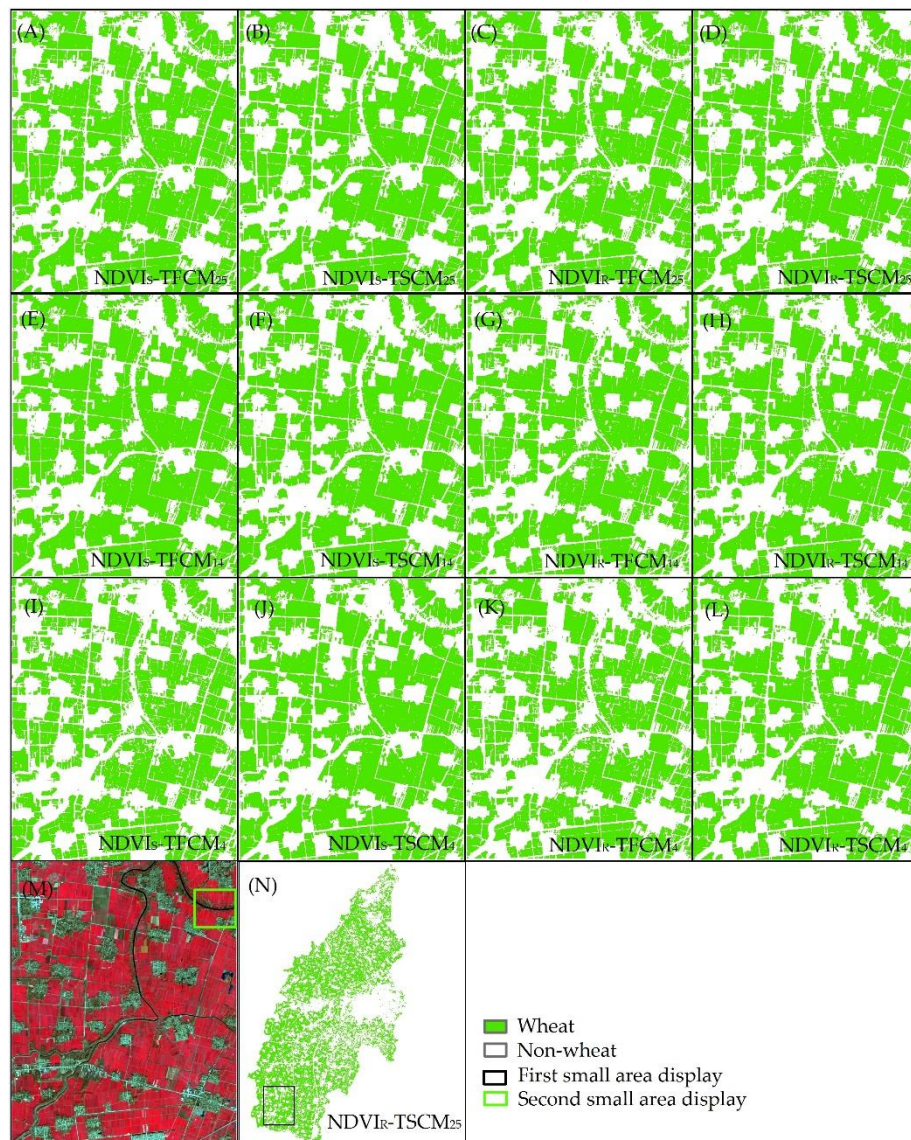 (A) (B) (C) (D)
NDVIS-TFCM25 NDVIS-TSCM25 NDVIR-TFCM25 NDVIR-TSCM25
(E) (F) (G) (H)
NDVIS-TFCM14 NDVIS-TSCM14 NDVIR-TFCM14 NDVIR-TSCM14
(I) (J) (K) (L)
NDVIS-TFCM4 NDVIS-TSCM4 NDVIR-TFCM4 NDVIR-TSCM4
(M) (N)
Wheat
Non-wheat
First small area display
Second small area display
NDVIR-TSCM25